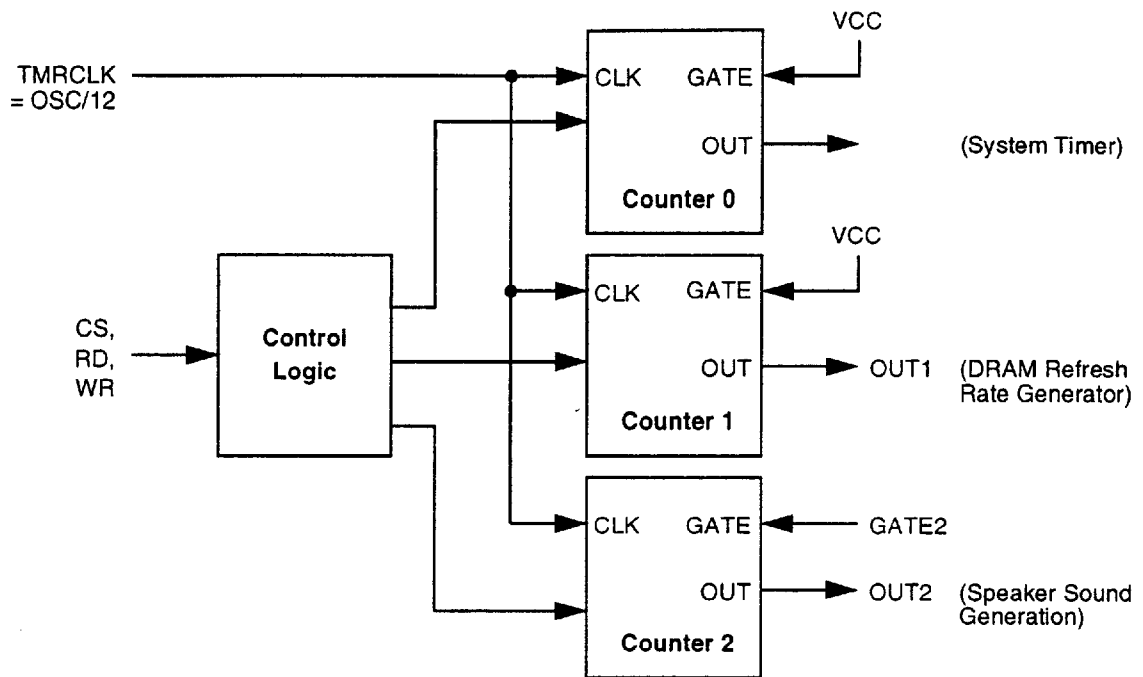 VCC
TMRCLK
= OSC/12
CLK
GATE
OUT
(System Timer)
Counter 0
VCC
CLK
GATE
CS,
RD,
WR
Control
Logic
OUT
OUT1
(DRAM Refresh
Rate Generator)
Counter 1
CLK
GATE
GATE2
OUT
OUT2
(Speaker Sound
Generation)
Counter 2